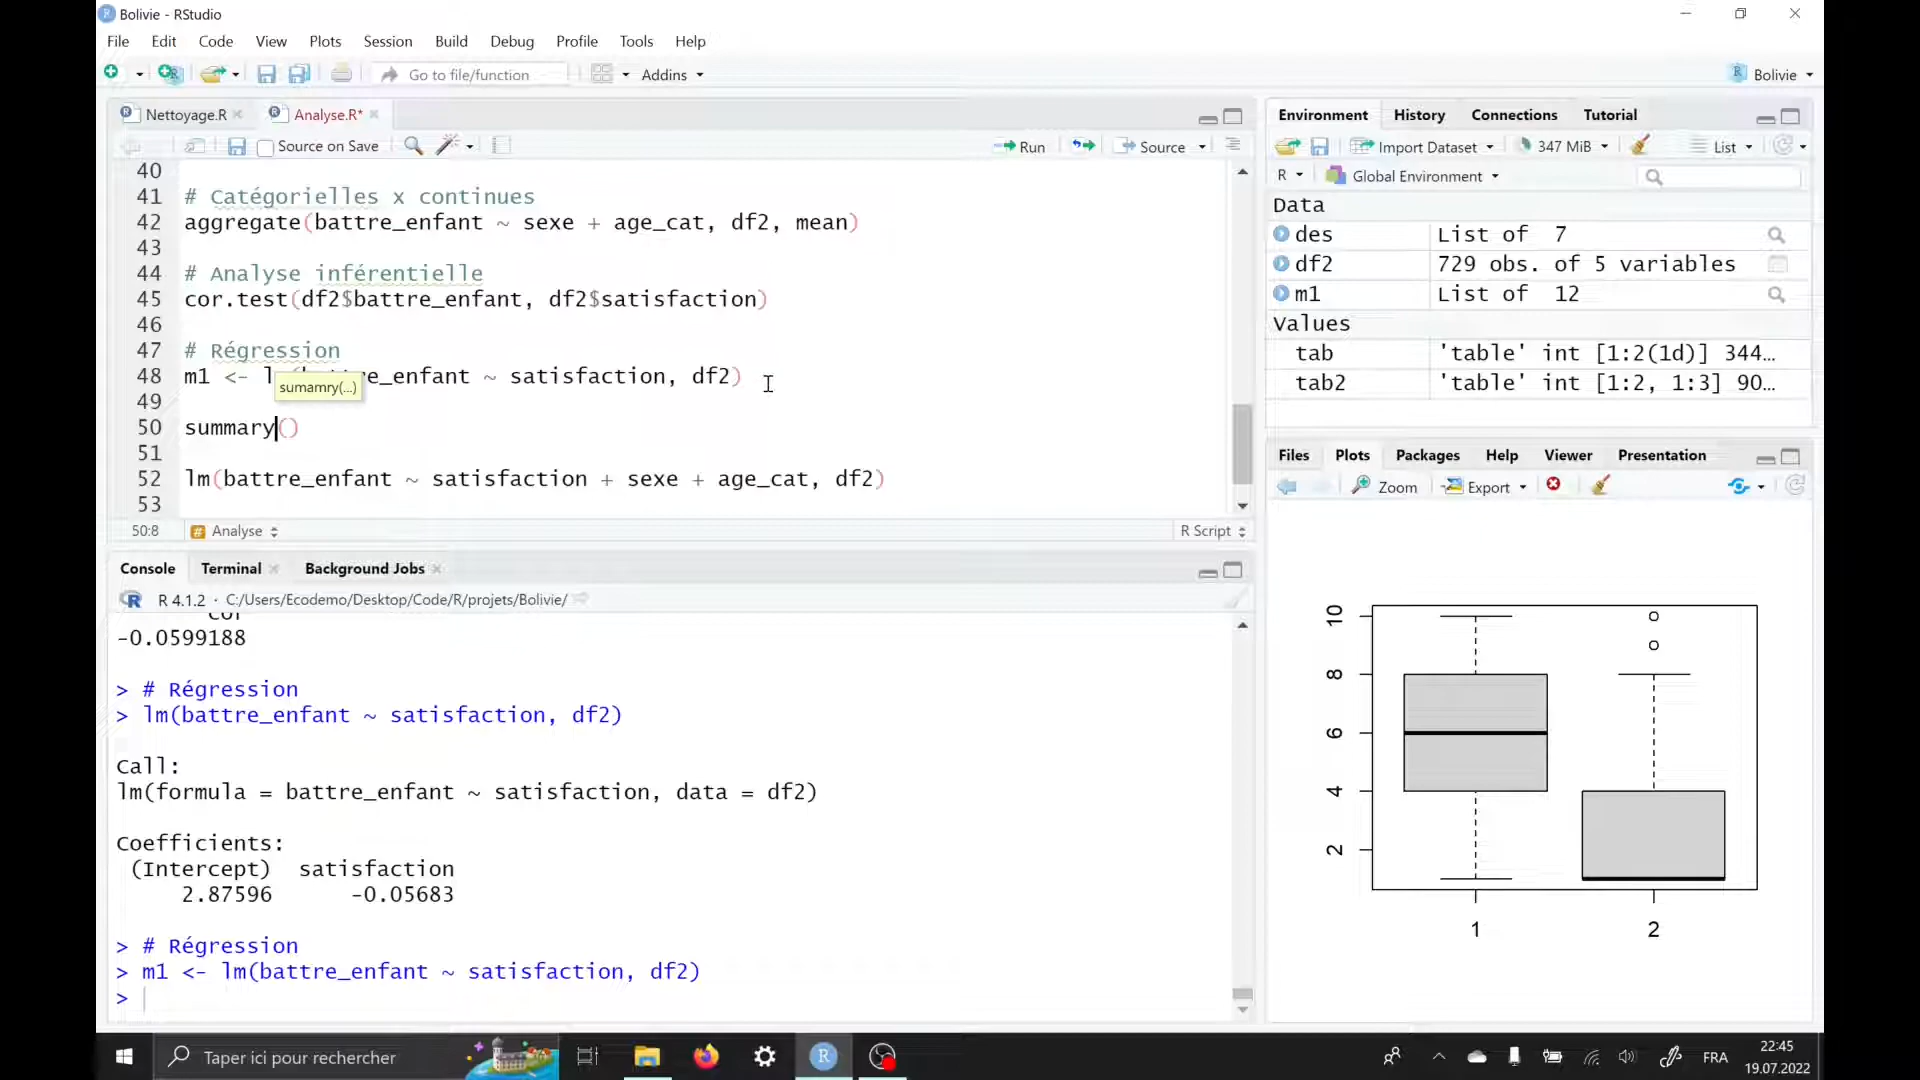 Bolivie - RStudio
File Edit Code View Plots Session Build Debug Profile Tools Help
Go to file/function Addins Bolivie
Nettoyage.R Analyse.R*
Source on Save Run Source
40
41 # Catégorielles x continues
42 aggregate(battre_enfant ~ sexe + age_cat, df2, mean)
43
44 # Analyse inférentielle
45 cor.test(df2$battre_enfant, df2$satisfaction)
46
47 # Régression
48 m1 <- l e_enfant ~ satisfaction, df2)
sumamry(...)
49
50 summary()
51
52 lm(battre_enfant ~ satisfaction + sexe + age_cat, df2)
53
50:8 Analyse R Script
Console Terminal Background Jobs
R 4.1.2 · C:/Users/Ecodemo/Desktop/Code/R/projets/Bolivie/
cor
-0.0599188
> # Régression
> lm(battre_enfant ~ satisfaction, df2)
Call:
lm(formula = battre_enfant ~ satisfaction, data = df2)
Coefficients:
(Intercept) satisfaction
2.87596 -0.05683
> # Régression
> m1 <- lm(battre_enfant ~ satisfaction, df2)
>
Environment History Connections Tutorial
Import Dataset 347 MiB List
R Global Environment
Data
des List of 7
df2 729 obs. of 5 variables
m1 List of 12
Values
tab 'table' int [1:2(1d)] 344…
tab2 'table' int [1:2, 1:3] 90…
Files Plots Packages Help Viewer Presentation
Zoom Export
10
8
6
4
2
1 2
Taper ici pour rechercher
FRA
22:45
19.07.2022